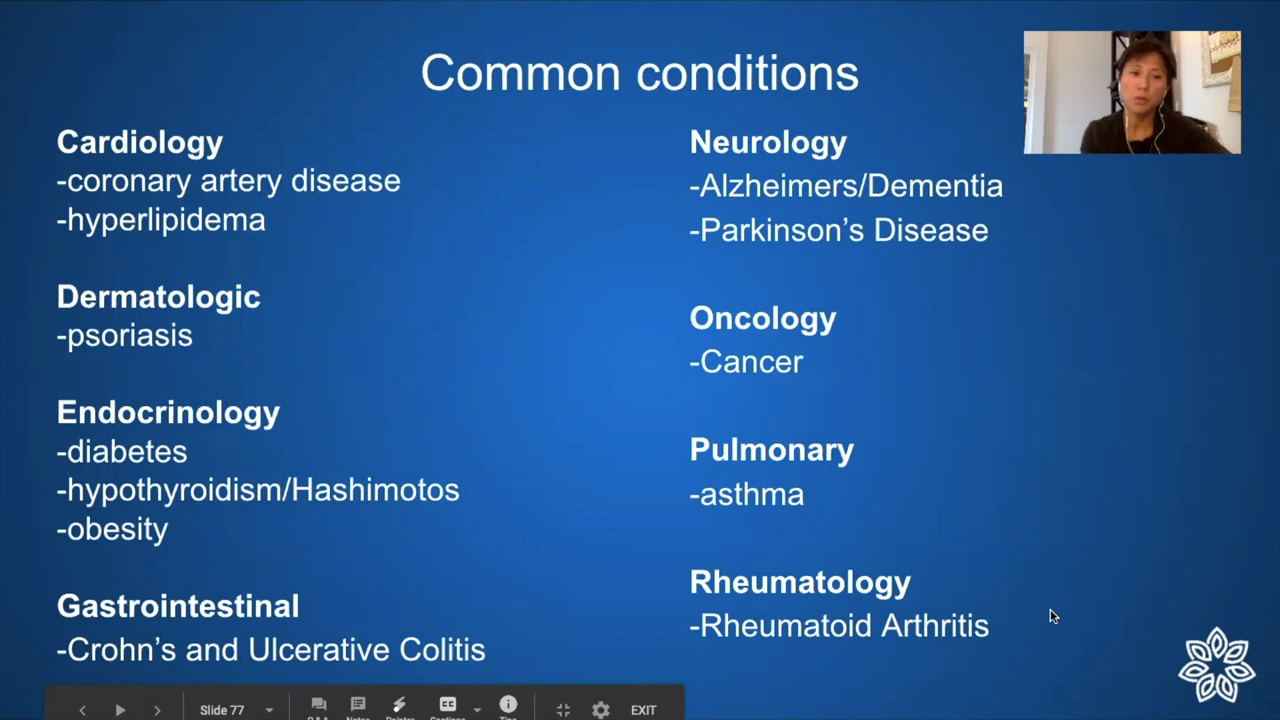 Common conditions
Cardiology
-coronary artery disease
-hyperlipidema
Dermatologic
-psoriasis
Endocrinology
-diabetes
-hypothyroidism/Hashimotos
-obesity
Gastrointestinal
-Crohn’s and Ulcerative Colitis
Neurology
-Alzheimers/Dementia
-Parkinson’s Disease
Oncology
-Cancer
Pulmonary
-asthma
Rheumatology
-Rheumatoid Arthritis
Slide 77
CC
EXIT